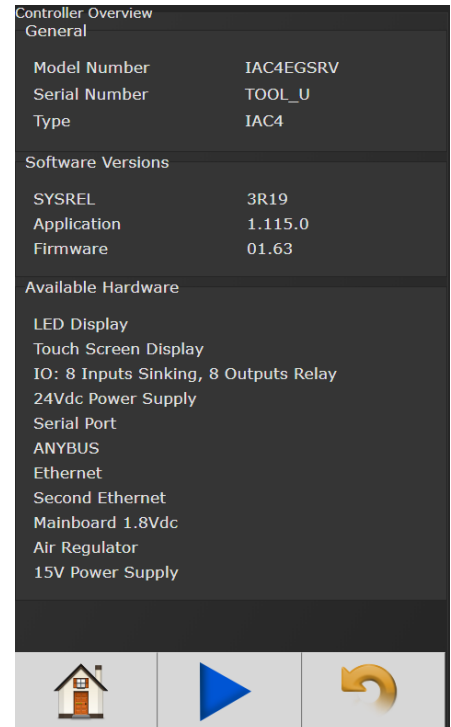 Controller Overview
General
Model Number IAC4EGSRV
Serial Number TOOL_U
Type IAC4
Software Versions
SYSREL 3R19
Application 1.115.0
Firmware 01.63
Available Hardware
LED Display
Touch Screen Display
IO: 8 Inputs Sinking, 8 Outputs Relay
24Vdc Power Supply
Serial Port
ANYBUS
Ethernet
Second Ethernet
Mainboard 1.8Vdc
Air Regulator
15V Power Supply